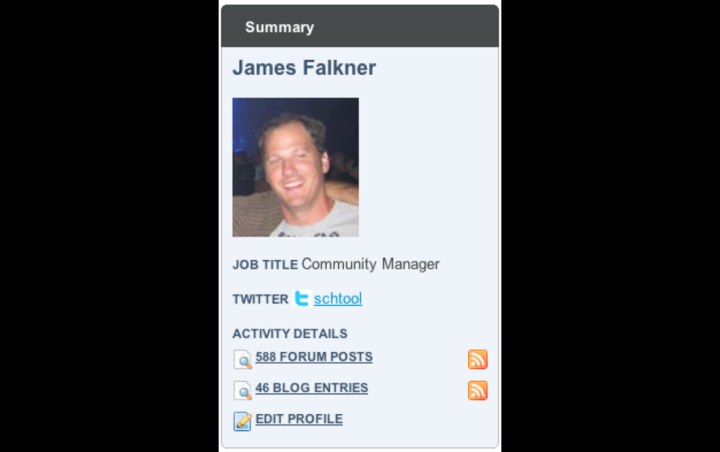 Summary
James Falkner
JOB TITLE Community Manager
TWITTER schtool
ACTIVITY DETAILS
588 FORUM POSTS
46 BLOG ENTRIES
EDIT PROFILE